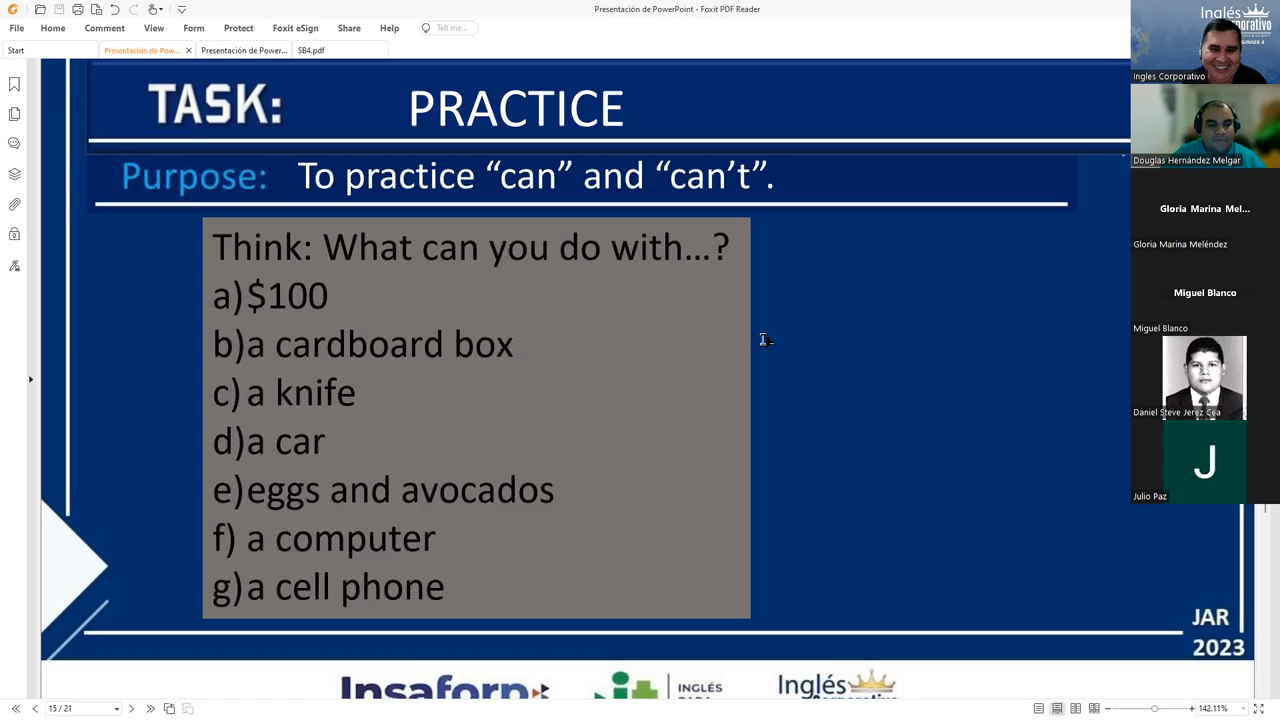 Presentación de PowerPoint - Foxit PDF Reader
File Home Comment View Form Protect Foxit eSign Share Help Tell me...
Start Presentación de Pow... Presentación de Power... SB4.pdf
TASK: PRACTICE
Purpose: To practice “can” and “can’t”.
Think: What can you do with...?
a) $100
b) a cardboard box
c) a knife
d) a car
e) eggs and avocados
f) a computer
g) a cell phone
JAR
2023
Insaforp
INGLÉS
Inglés
Corporativo
15 / 21
142.11%
Inglés
Corporativo
Ingles Corporativo
Douglas Hernández Melgar
Gloria Marina Mel...
Gloria Marina Meléndez
Miguel Blanco
Miguel Blanco
Daniel Steve Jerez Cea
J
Julio Paz